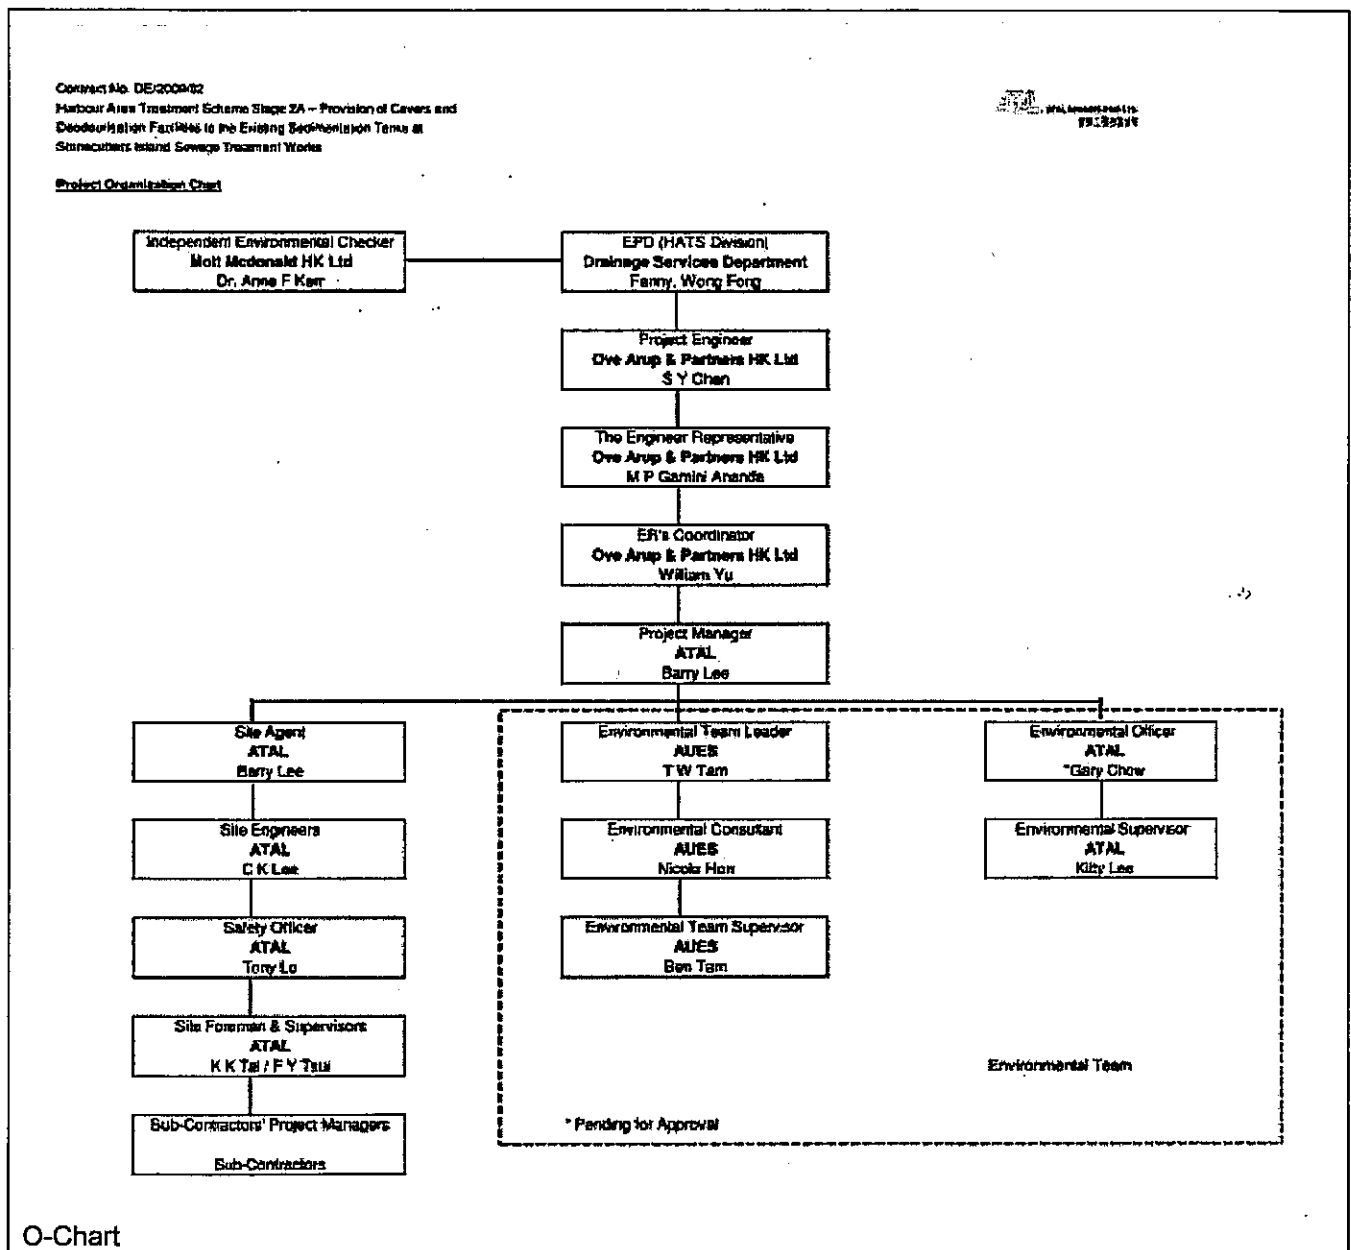 Contract No. DE/2009/02
Harbour Area Treatment Scheme Stage 2A – Provision of Covers and
Deodourisation Facilities to the Existing Sedimentation Tanks at
Stonecutters Island Sewage Treatment Works
Project Organization Chart
Independent Environmental Checker
Mott Mcdonald HK Ltd
Dr. Anne F Kerr
EPD (HATS Division)
Drainage Services Department
Fanny, Wong Fong
Project Engineer
Ove Arup & Partners HK Ltd
S Y Chan
The Engineer Representative
Ove Arup & Partners HK Ltd
M P Gamini Ananda
ER's Coordinator
Ove Arup & Partners HK Ltd
William Yu
Project Manager
ATAL
Barry Lee
Site Agent
ATAL
Barry Lee
Environmental Team Leader
AUES
T W Tam
Environmental Officer
ATAL
*Gary Chow
Site Engineers
ATAL
C K Lee
Environmental Consultant
AUES
Nicola Hon
Environmental Supervisor
ATAL
Kitty Lee
Safety Officer
ATAL
Tony Lo
Environmental Team Supervisor
AUES
Ben Tam
Site Foreman & Supervisors
ATAL
K K Tai / F Y Tsui
Environmental Team
Sub-Contractors' Project Managers
Sub-Contractors
* Pending for Approval
O-Chart